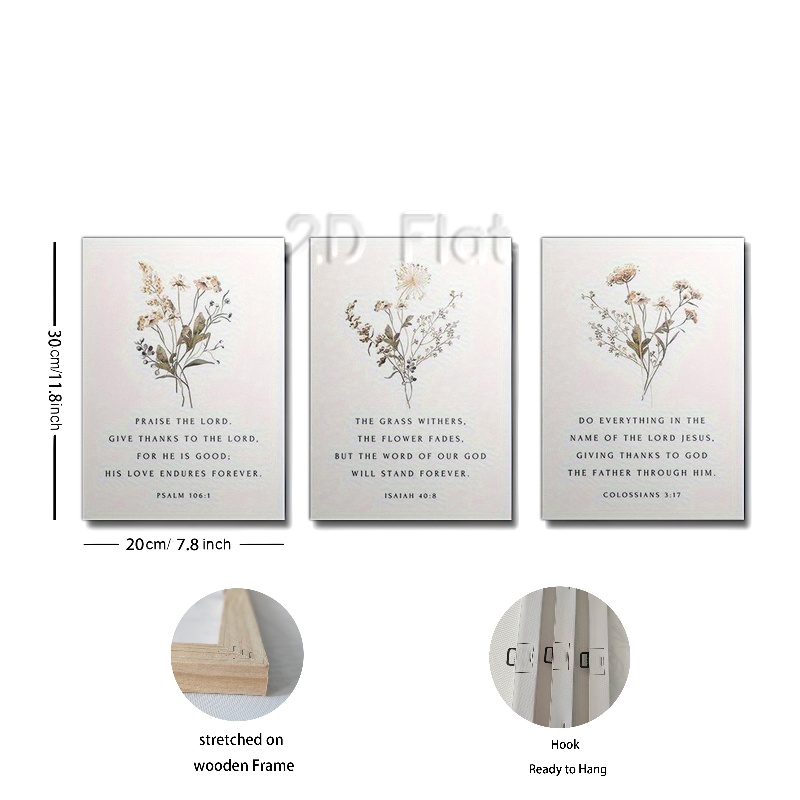 2D Flat
30cm/11.8inch
PRAISE THE LORD.
GIVE THANKS TO THE LORD,
FOR HE IS GOOD;
HIS LOVE ENDURES FOREVER.
PSALM 106:1
THE GRASS WITHERS,
THE FLOWER FADES,
BUT THE WORD OF OUR GOD
WILL STAND FOREVER.
ISAIAH 40:8
DO EVERYTHING IN THE
NAME OF THE LORD JESUS,
GIVING THANKS TO GOD
THE FATHER THROUGH HIM.
COLOSSIANS 3:17
20cm/ 7.8 inch
stretched on
wooden Frame
Hook
Ready to Hang